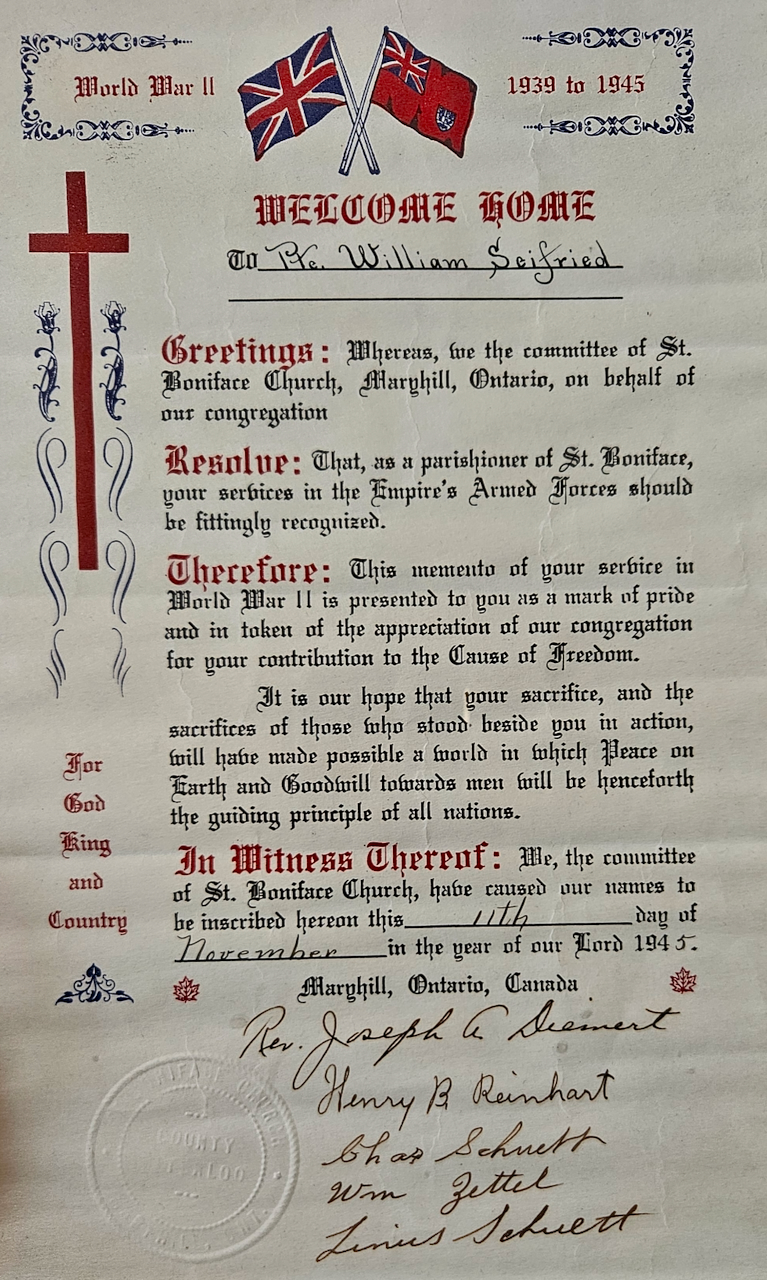 World War II
1939 to 1945
WELCOME HOME
To Pte. William Seifried
Greetings: Whereas, we the committee of St.
Boniface Church, Maryhill, Ontario, on behalf of
our congregation
Resolve: That, as a parishioner of St. Boniface,
your services in the Empire's Armed Forces should
be fittingly recognized.
Therefore: This memento of your service in
World War II is presented to you as a mark of pride
and in token of the appreciation of our congregation
for your contribution to the Cause of Freedom.
It is our hope that your sacrifice, and the
sacrifices of those who stood beside you in action,
will have made possible a world in which Peace on
Earth and Goodwill towards men will be henceforth
the guiding principle of all nations.
For
God
King
and
Country
In Witness Thereof: We, the committee
of St. Boniface Church, have caused our names to
be inscribed hereon this 11th day of
November in the year of our Lord 1945.
Maryhill, Ontario, Canada
Rev. Joseph A Diemert
Henry B Reinhart
Chas Schuett
Wm Zettel
Linus Schuett
CHURCH
COUNTY